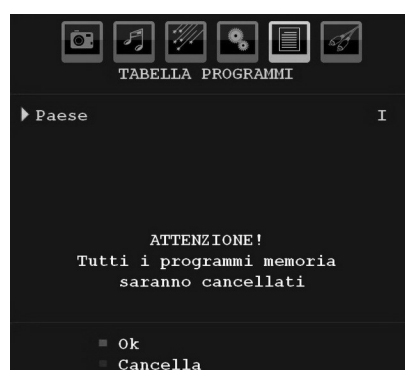 TABELLA PROGRAMMI
Paese I
ATTENZIONE!
Tutti i programmi memoria
saranno cancellati
Ok
Cancella